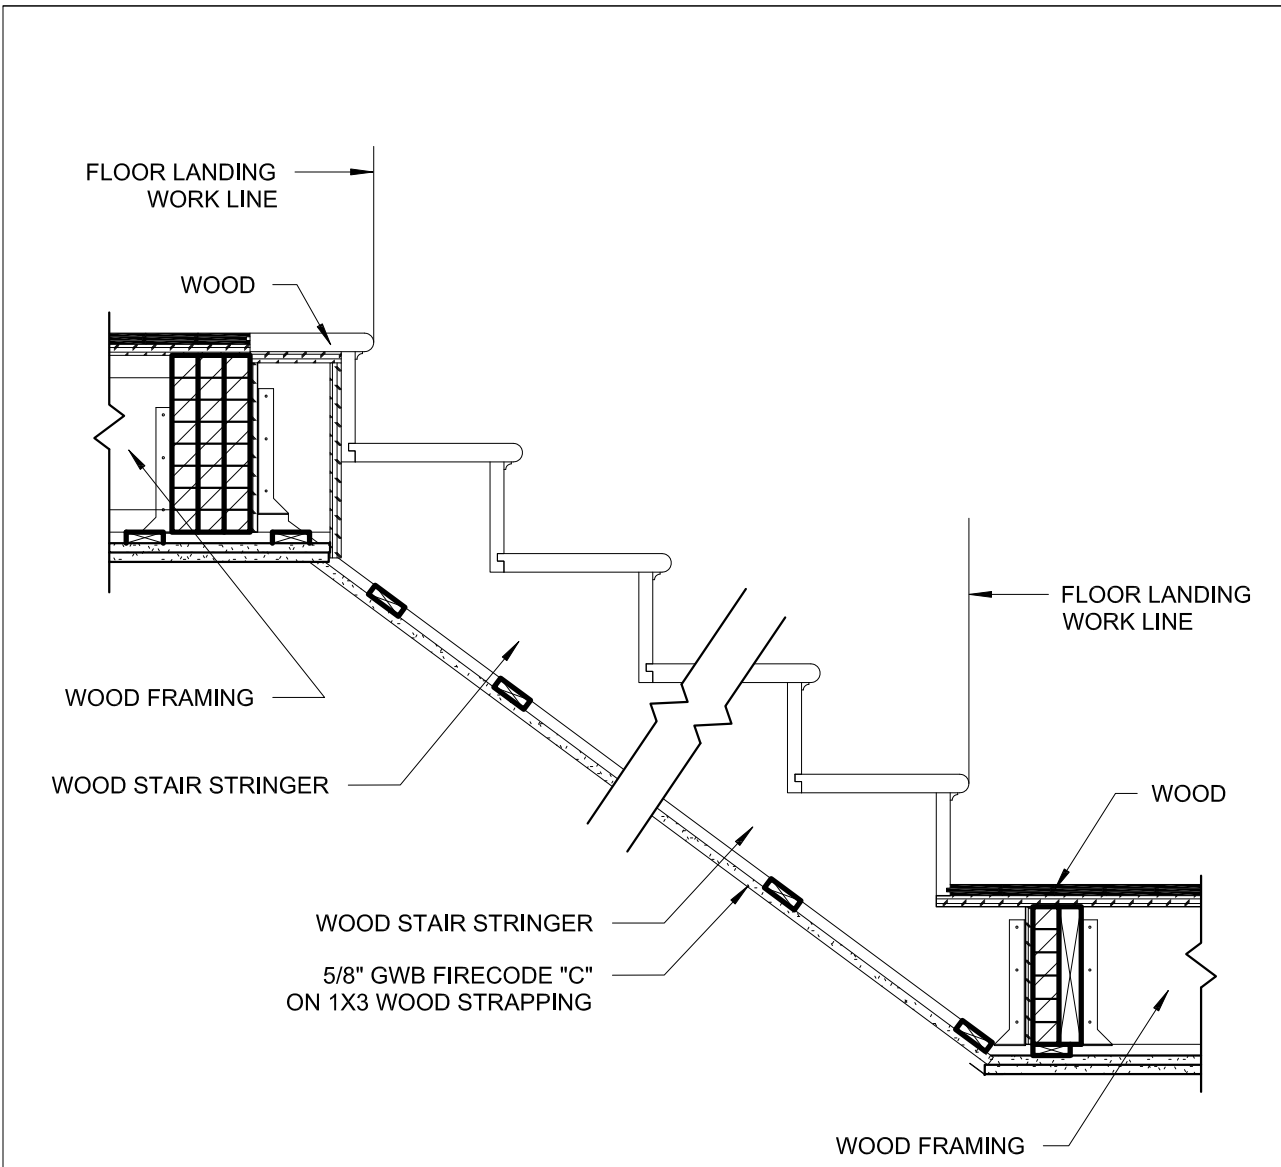 FLOOR LANDING
WORK LINE
WOOD
FLOOR LANDING
WORK LINE
WOOD FRAMING
WOOD STAIR STRINGER
WOOD
WOOD STAIR STRINGER
5/8" GWB FIRECODE "C"
ON 1X3 WOOD STRAPPING
WOOD FRAMING